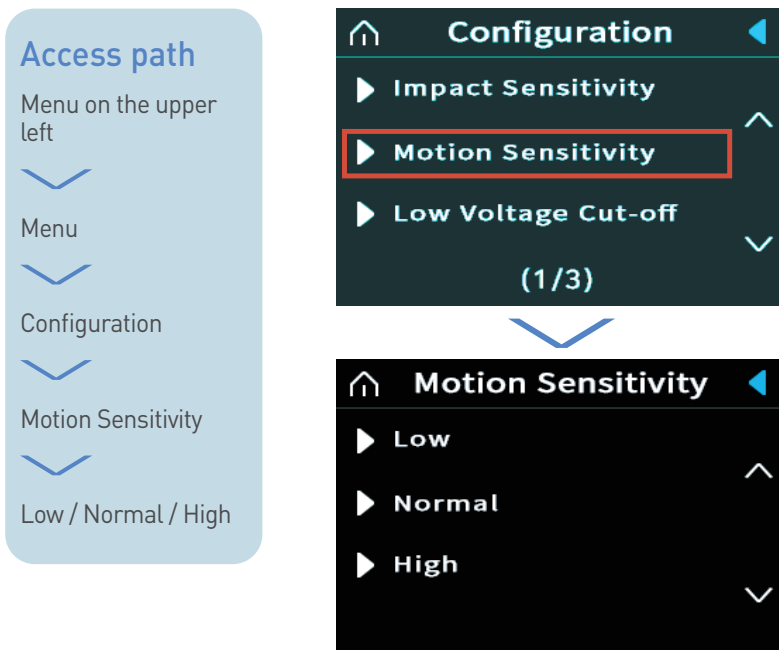 Access path
Menu on the upper
left
Menu
Configuration
Motion Sensitivity
Low / Normal / High
Configuration
Impact Sensitivity
Motion Sensitivity
Low Voltage Cut-off
(1/3)
Motion Sensitivity
Low
Normal
High